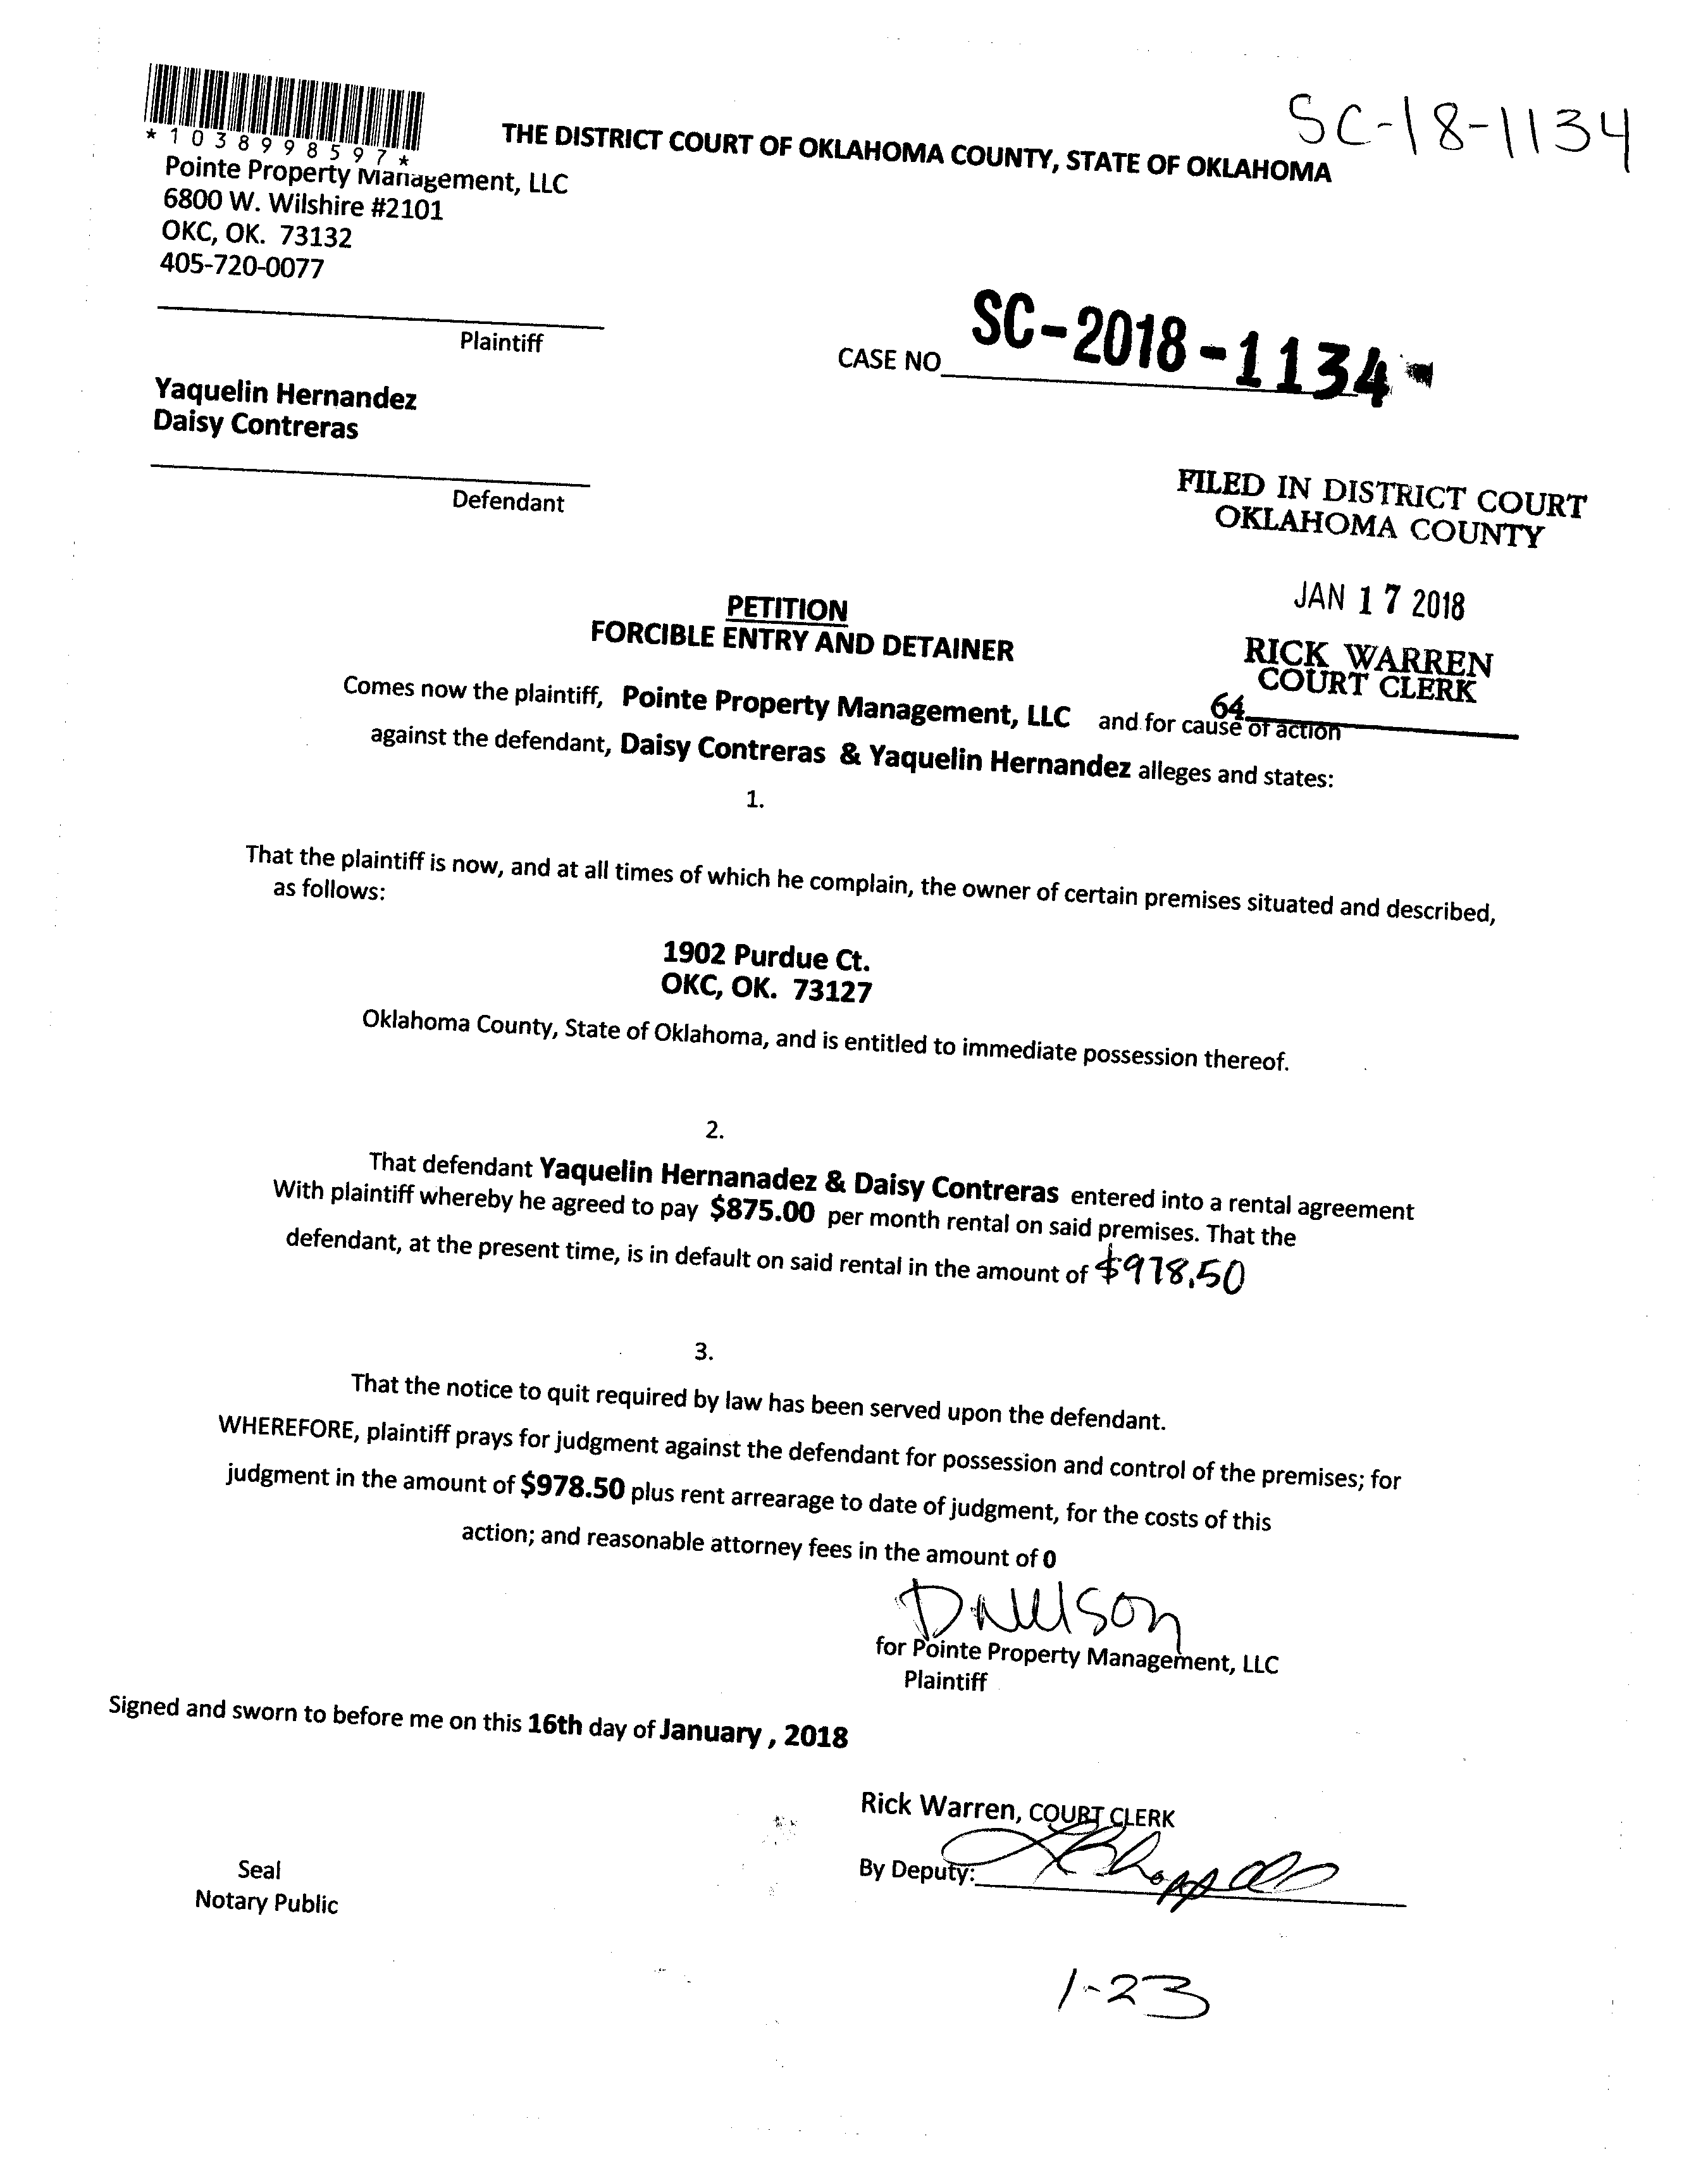 SC-18-1134
*1038998597*
THE DISTRICT COURT OF OKLAHOMA COUNTY, STATE OF OKLAHOMA
Pointe Property Management, LLC
6800 W. Wilshire #2101
OKC, OK. 73132
405-720-0077
Plaintiff
CASE NO SC-2018-1134
Yaquelin Hernandez
Daisy Contreras
Defendant
FILED IN DISTRICT COURT
OKLAHOMA COUNTY
JAN 17 2018
RICK WARREN
COURT CLERK
64
PETITION
FORCIBLE ENTRY AND DETAINER
Comes now the plaintiff, Pointe Property Management, LLC and for cause of action
against the defendant, Daisy Contreras & Yaquelin Hernandez alleges and states:
1.
That the plaintiff is now, and at all times of which he complain, the owner of certain premises situated and described,
as follows:
1902 Purdue Ct.
OKC, OK. 73127
Oklahoma County, State of Oklahoma, and is entitled to immediate possession thereof.
2.
That defendant Yaquelin Hernanadez & Daisy Contreras entered into a rental agreement
With plaintiff whereby he agreed to pay $875.00 per month rental on said premises. That the
defendant, at the present time, is in default on said rental in the amount of $978.50
3.
That the notice to quit required by law has been served upon the defendant.
WHEREFORE, plaintiff prays for judgment against the defendant for possession and control of the premises; for
judgment in the amount of $978.50 plus rent arrearage to date of judgment, for the costs of this
action; and reasonable attorney fees in the amount of 0
for Pointe Property Management, LLC
Plaintiff
Signed and sworn to before me on this 16th day of January , 2018
Rick Warren, COURT CLERK
By Deputy:
Seal
Notary Public
1-23